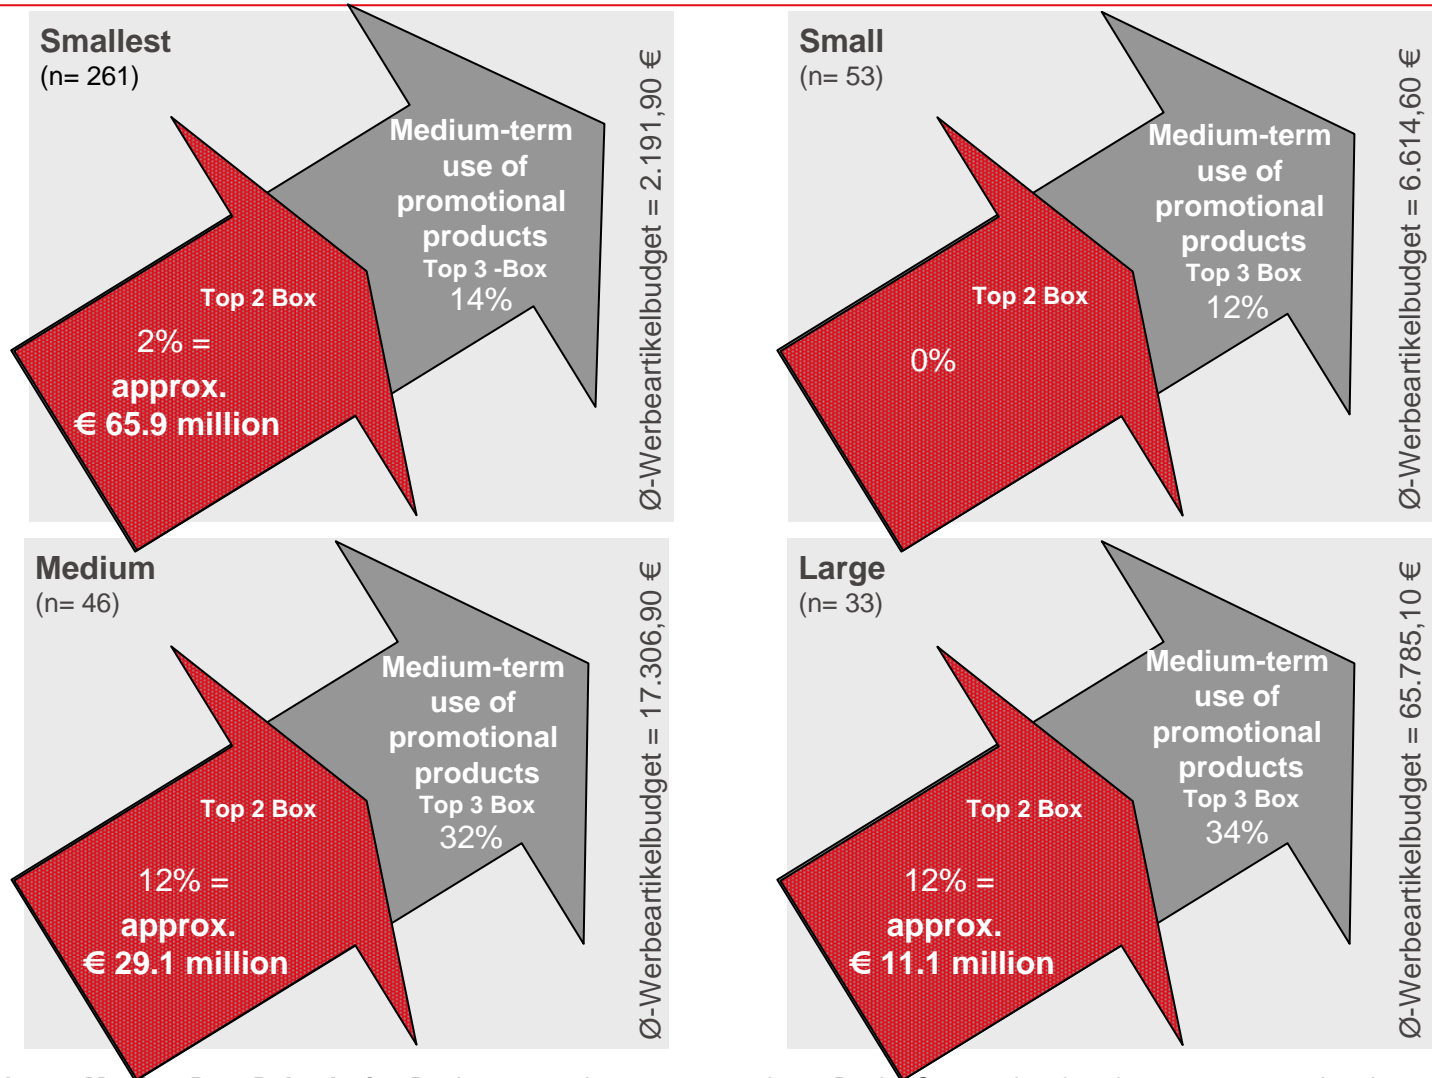 Smallest
(n= 261)
Medium-term
use of
promotional
products
Top 3 -Box
14%
Top 2 Box
2% =
approx.
€ 65.9 million
Ø-Werbeartikelbudget = 2.191,90 €
Small
(n= 53)
Medium-term
use of
promotional
products
Top 3 Box
12%
Top 2 Box
0%
Ø-Werbeartikelbudget = 6.614,60 €
Medium
(n= 46)
Medium-term
use of
promotional
products
Top 3 Box
32%
Top 2 Box
12% =
approx.
€ 29.1 million
Ø-Werbeartikelbudget = 17.306,90 €
Large
(n= 33)
Medium-term
use of
promotional
products
Top 3 Box
34%
Top 2 Box
12% =
approx.
€ 11.1 million
Ø-Werbeartikelbudget = 65.785,10 €